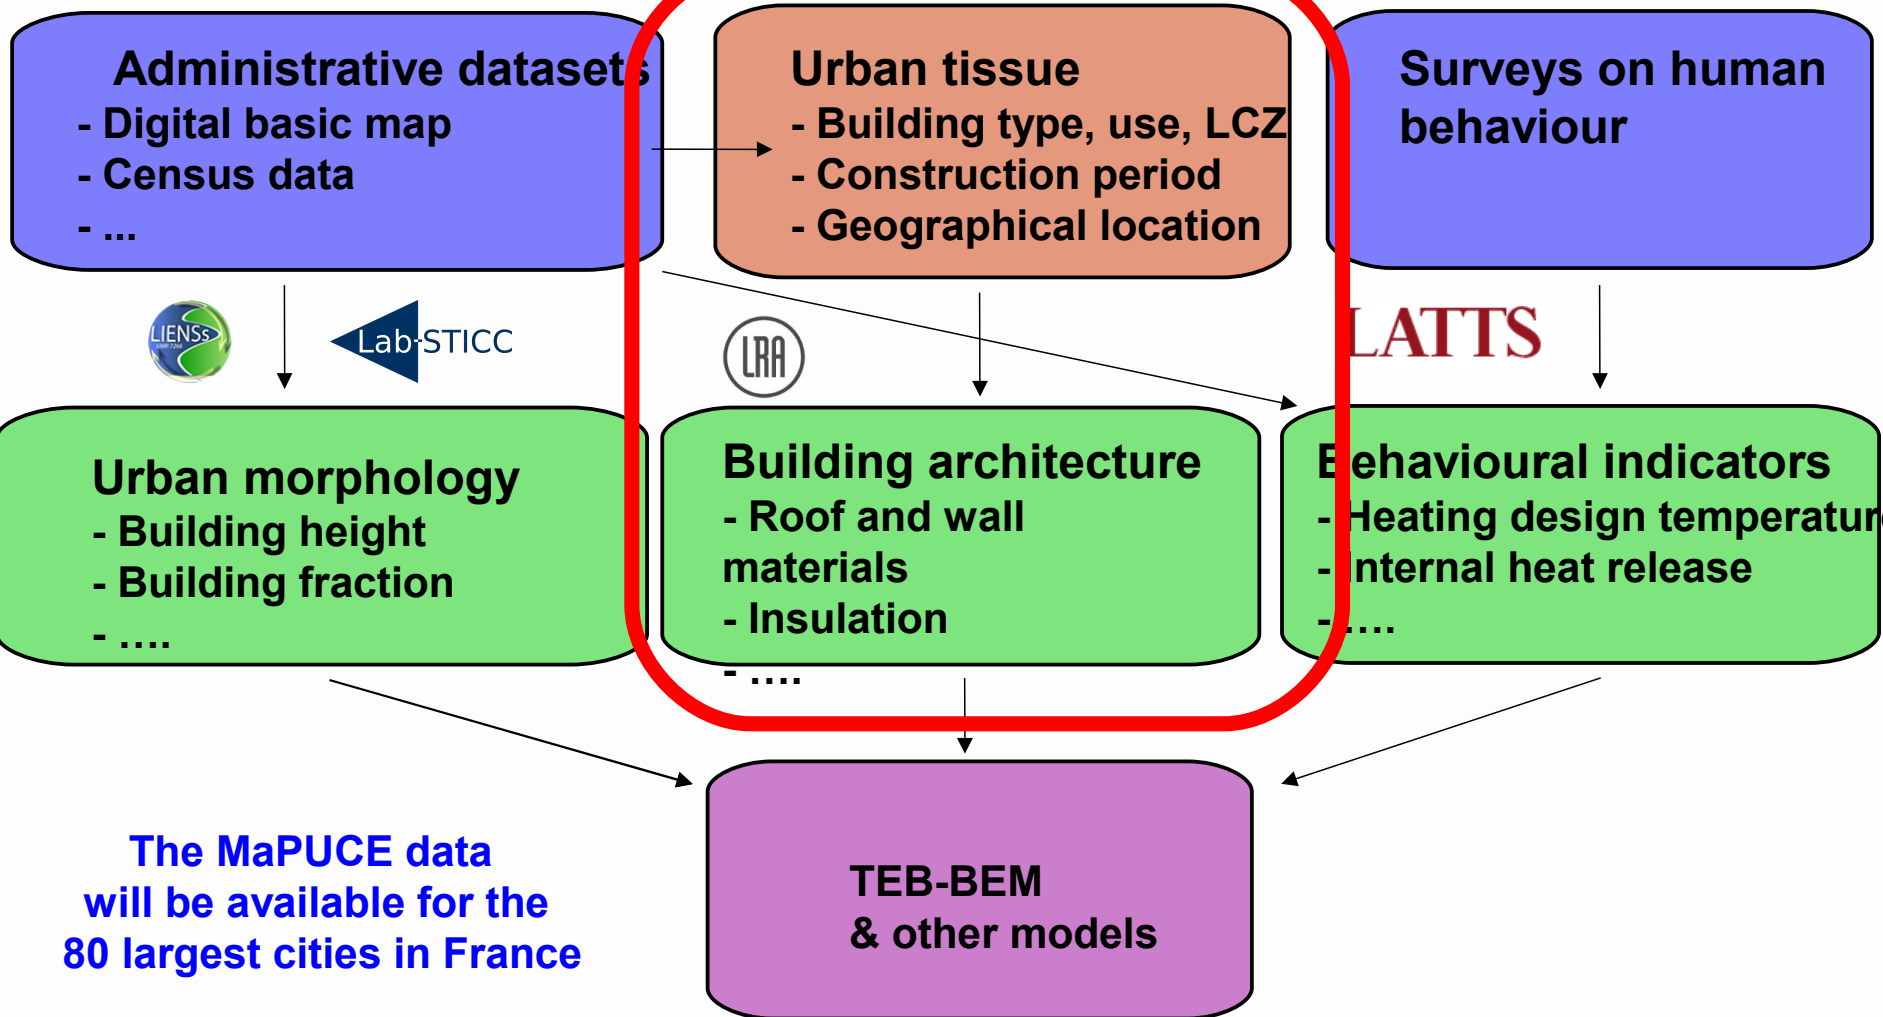 Administrative datasets
- Digital basic map
- Census data
- ...
Urban tissue
- Building type, use, LCZ
- Construction period
- Geographical location
Surveys on human
behaviour
LIENSs
UMR 7266
Lab-STICC
LRA
LATTS
Urban morphology
- Building height
- Building fraction
- ....
Building architecture
- Roof and wall
materials
- Insulation
- ....
Behavioural indicators
- Heating design temperature
- Internal heat release
- ....
The MaPUCE data
will be available for the
80 largest cities in France
TEB-BEM
& other models